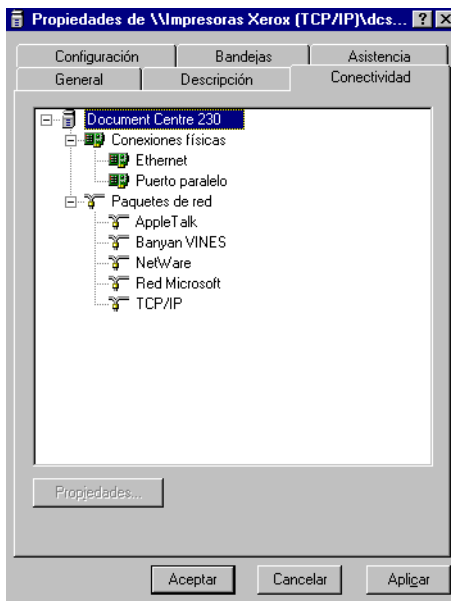 Propiedades de \\Impresoras Xerox (TCP/IP)\dcs...
Configuración Bandejas Asistencia
General Descripción Conectividad
Document Centre 230
Conexiones físicas
Ethernet
Puerto paralelo
Paquetes de red
AppleTalk
Banyan VINES
NetWare
Red Microsoft
TCP/IP
Propiedades...
Aceptar Cancelar Aplicar